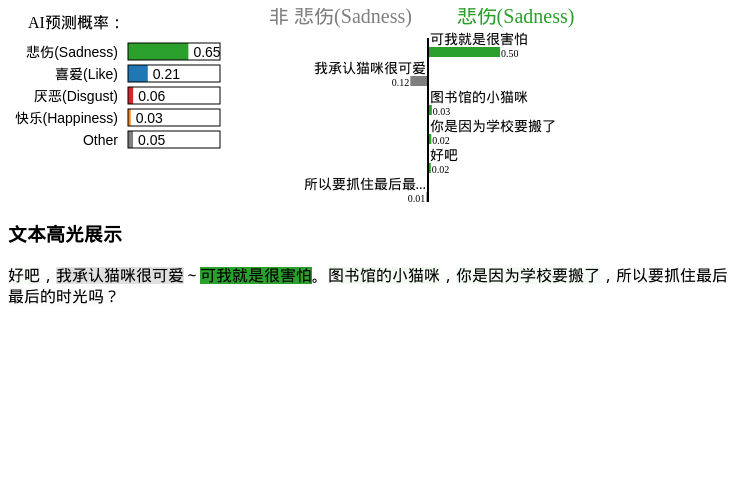 AI预测概率：
悲伤(Sadness) 0.65
喜爱(Like) 0.21
厌恶(Disgust) 0.06
快乐(Happiness) 0.03
Other 0.05
非 悲伤(Sadness) 悲伤(Sadness)
可我就是很害怕
0.50
我承认猫咪很可爱
0.12
图书馆的小猫咪
0.03
你是因为学校要搬了
0.02
好吧
0.02
所以要抓住最后最...
0.01
文本高光展示
好吧，我承认猫咪很可爱 ~ 可我就是很害怕。图书馆的小猫咪，你是因为学校要搬了，所以要抓住最后
最后的时光吗？